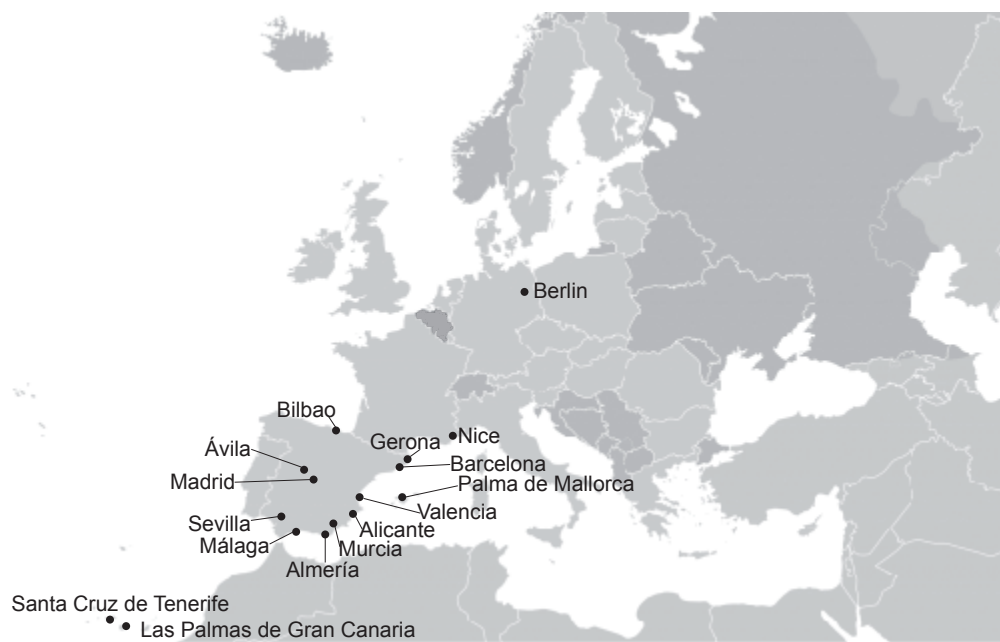 Berlin
Bilbao
Gerona
Nice
Ávila
Barcelona
Madrid
Palma de Mallorca
Valencia
Sevilla
Alicante
Málaga
Murcia
Almería
Santa Cruz de Tenerife
Las Palmas de Gran Canaria